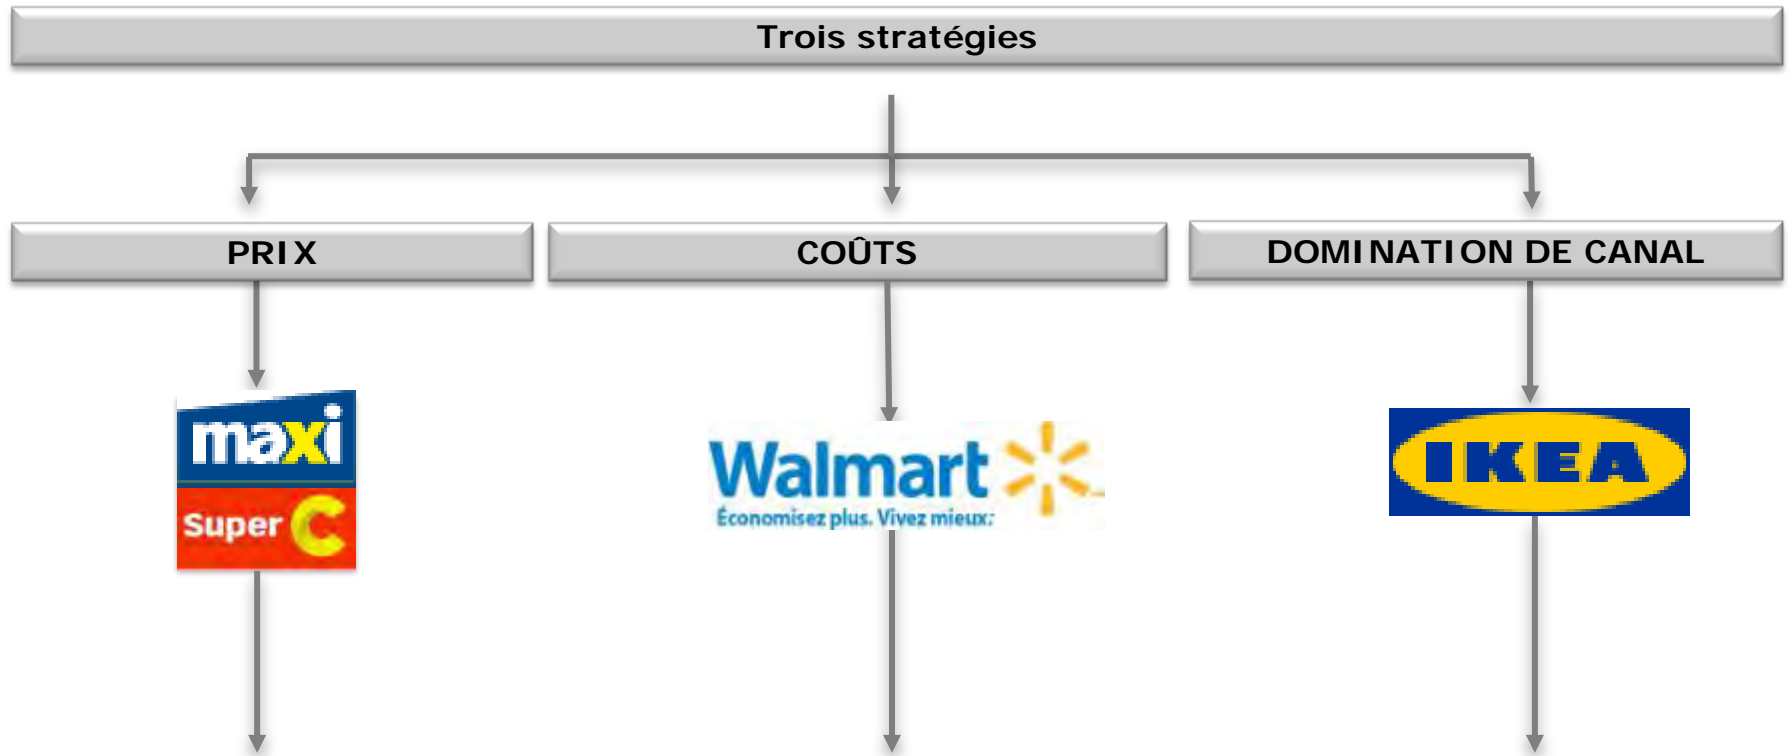 Trois stratégies
PRIX
COÛTS
DOMINATION DE CANAL
maxi
Super C
Walmart
Économisez plus. Vivez mieux.
IKEA